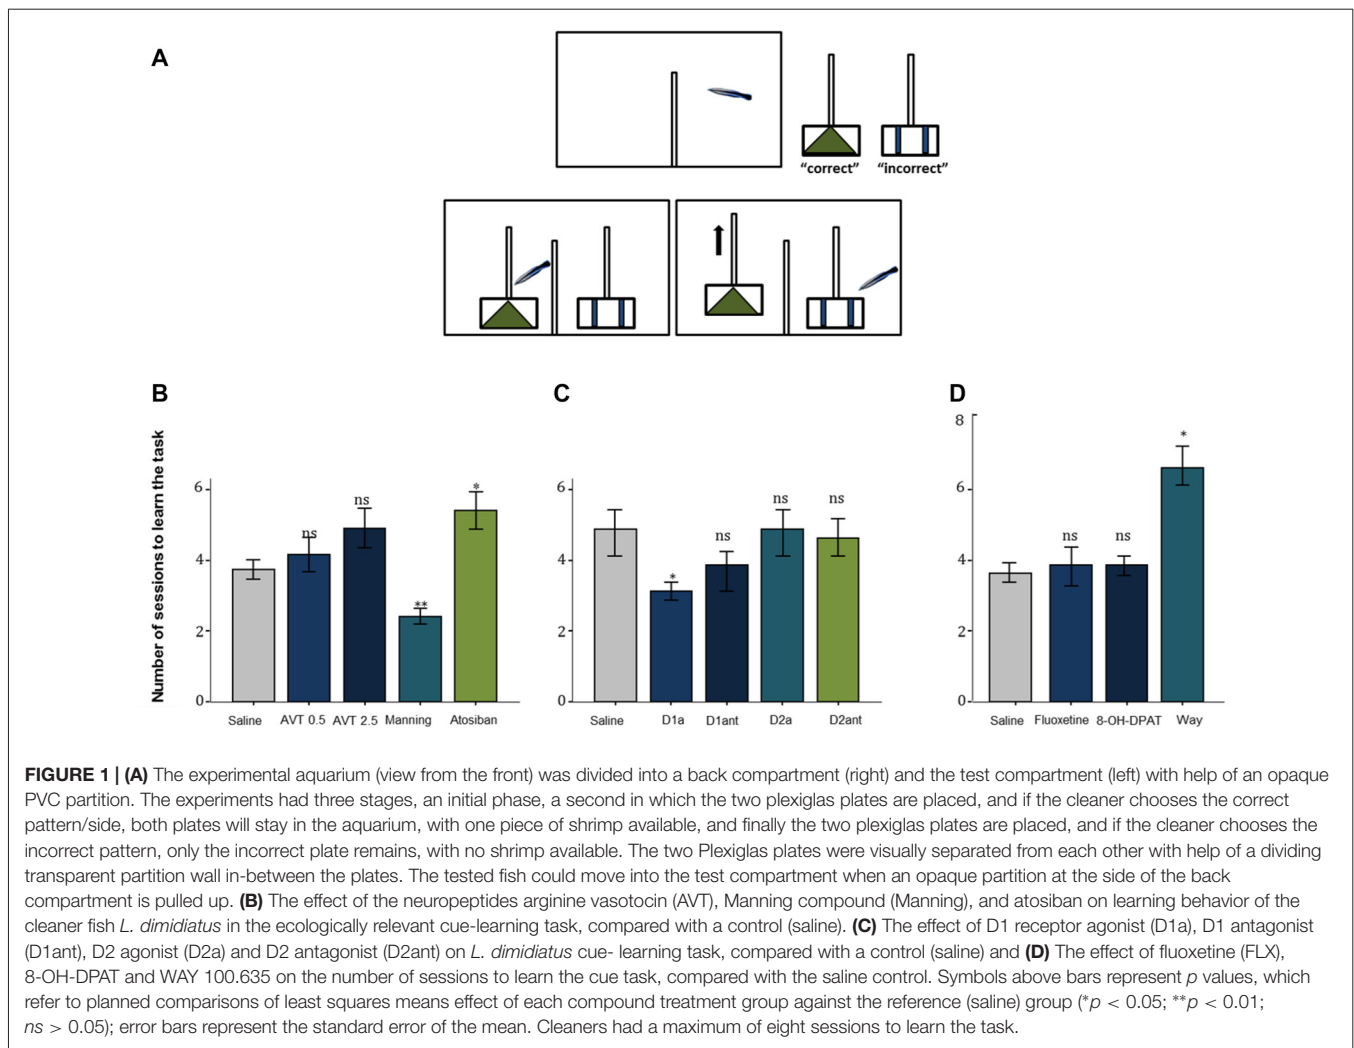 A
"correct"
"incorrect"
B
C
D
Number of sessions to learn the task
6
4
2
0
ns
ns
**
*
Saline
AVT 0.5
AVT 2.5
Manning
Atosiban
6
4
2
0
*
ns
ns
ns
Saline
D1a
D1ant
D2a
D2ant
8
6
4
2
0
ns
ns
*
Saline
Fluoxetine
8-OH-DPAT
Way
FIGURE 1 | (A) The experimental aquarium (view from the front) was divided into a back compartment (right) and the test compartment (left) with help of an opaque
PVC partition. The experiments had three stages, an initial phase, a second in which the two plexiglas plates are placed, and if the cleaner chooses the correct
pattern/side, both plates will stay in the aquarium, with one piece of shrimp available, and finally the two plexiglas plates are placed, and if the cleaner chooses the
incorrect pattern, only the incorrect plate remains, with no shrimp available. The two Plexiglas plates were visually separated from each other with help of a dividing
transparent partition wall in-between the plates. The tested fish could move into the test compartment when an opaque partition at the side of the back
compartment is pulled up. (B) The effect of the neuropeptides arginine vasotocin (AVT), Manning compound (Manning), and atosiban on learning behavior of the
cleaner fish L. dimidiatus in the ecologically relevant cue-learning task, compared with a control (saline). (C) The effect of D1 receptor agonist (D1a), D1 antagonist
(D1ant), D2 agonist (D2a) and D2 antagonist (D2ant) on L. dimidiatus cue- learning task, compared with a control (saline) and (D) The effect of fluoxetine (FLX),
8-OH-DPAT and WAY 100.635 on the number of sessions to learn the cue task, compared with the saline control. Symbols above bars represent p values, which
refer to planned comparisons of least squares means effect of each compound treatment group against the reference (saline) group (*p < 0.05; **p < 0.01;
ns > 0.05); error bars represent the standard error of the mean. Cleaners had a maximum of eight sessions to learn the task.